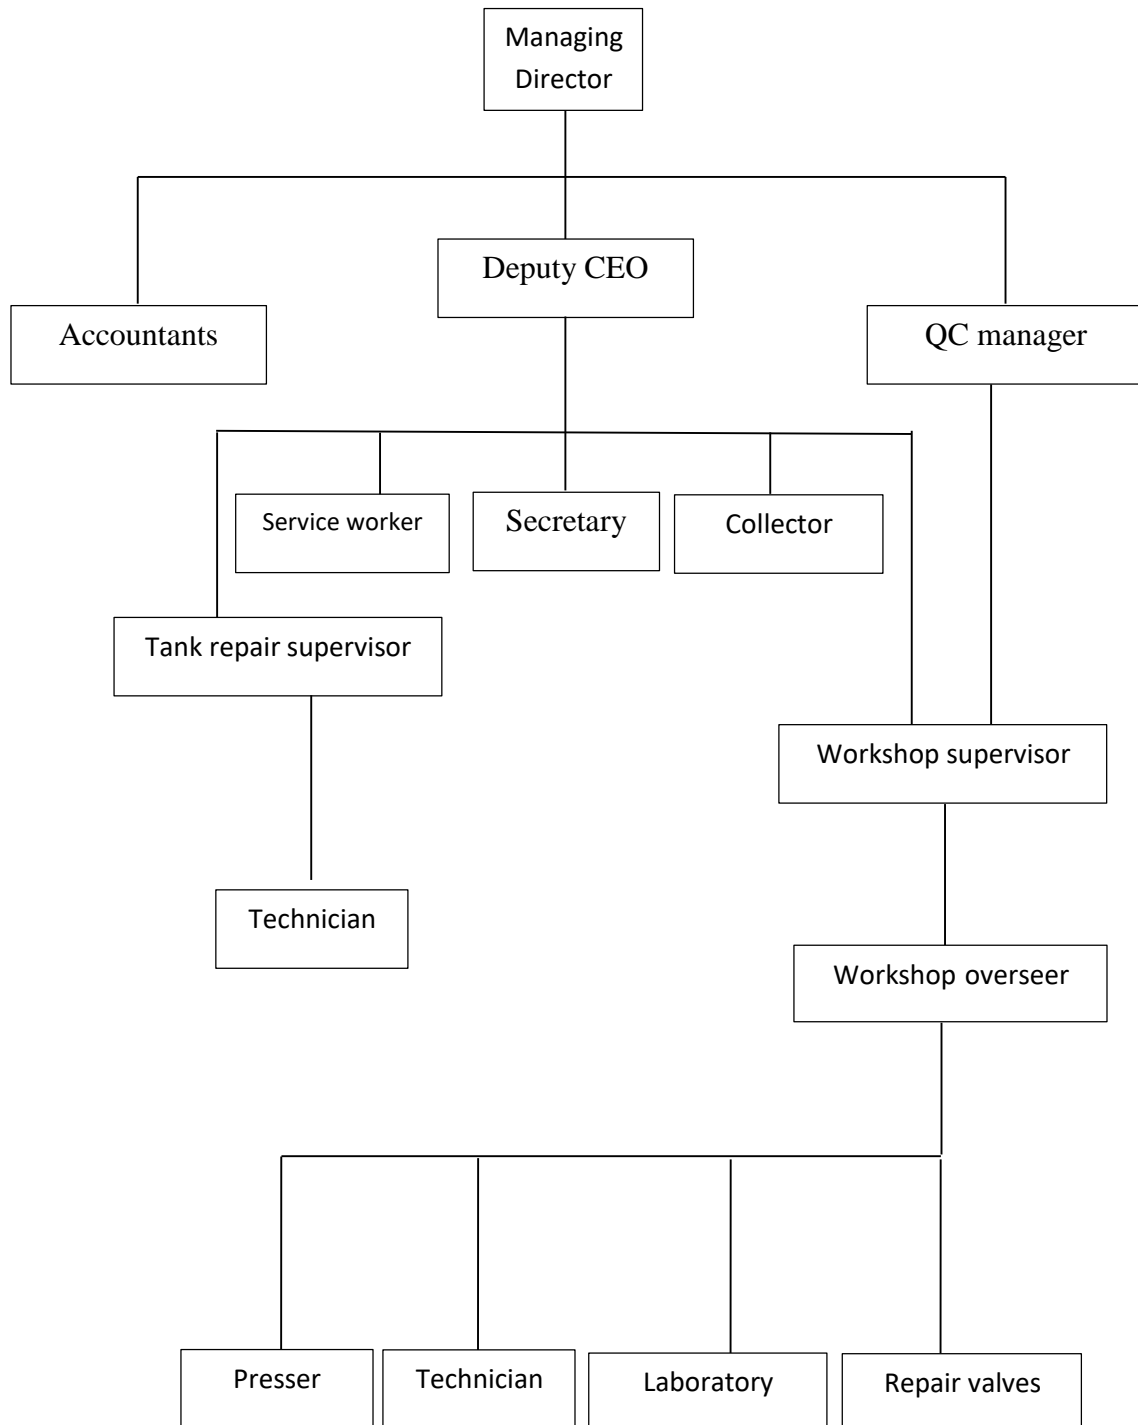 Managing
Director
Deputy CEO
Accountants
QC manager
Service worker
Secretary
Collector
Tank repair supervisor
Workshop supervisor
Technician
Workshop overseer
Presser
Technician
Laboratory
Repair valves